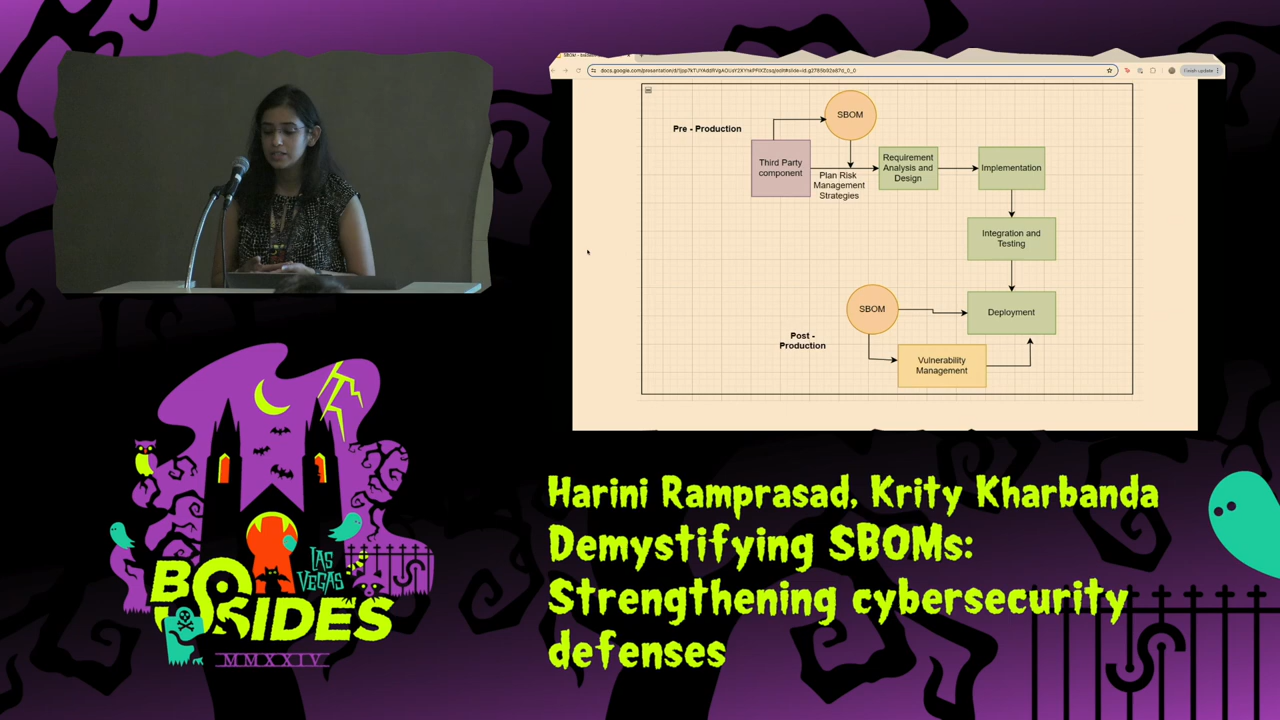 Pre - Production
SBOM
Third Party
component
Plan Risk
Management
Strategies
Requirement
Analysis and
Design
Implementation
Integration and
Testing
SBOM
Deployment
Post -
Production
Vulnerability
Management
LAS
VEGAS
BSIDES
MMXXIV
Harini Ramprasad, Krity Kharbanda
Demystifying SBOMs:
Strengthening cybersecurity
defenses